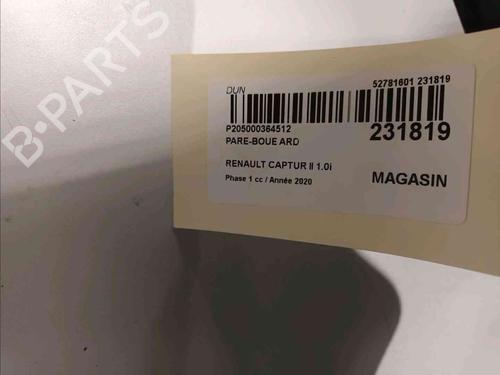 DUN
52781601 231819
P205000364512
231819
PARE-BOUE ARD
RENAULT CAPTUR II 1.0i
Phase 1 cc / Année 2020
MAGASIN
B-PARTS